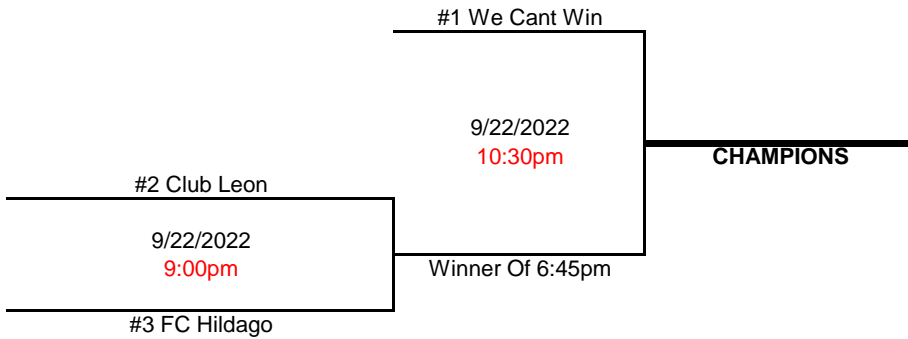 #1 We Cant Win
9/22/2022
10:30pm
CHAMPIONS
#2 Club Leon
9/22/2022
9:00pm
Winner Of 6:45pm
#3 FC Hildago